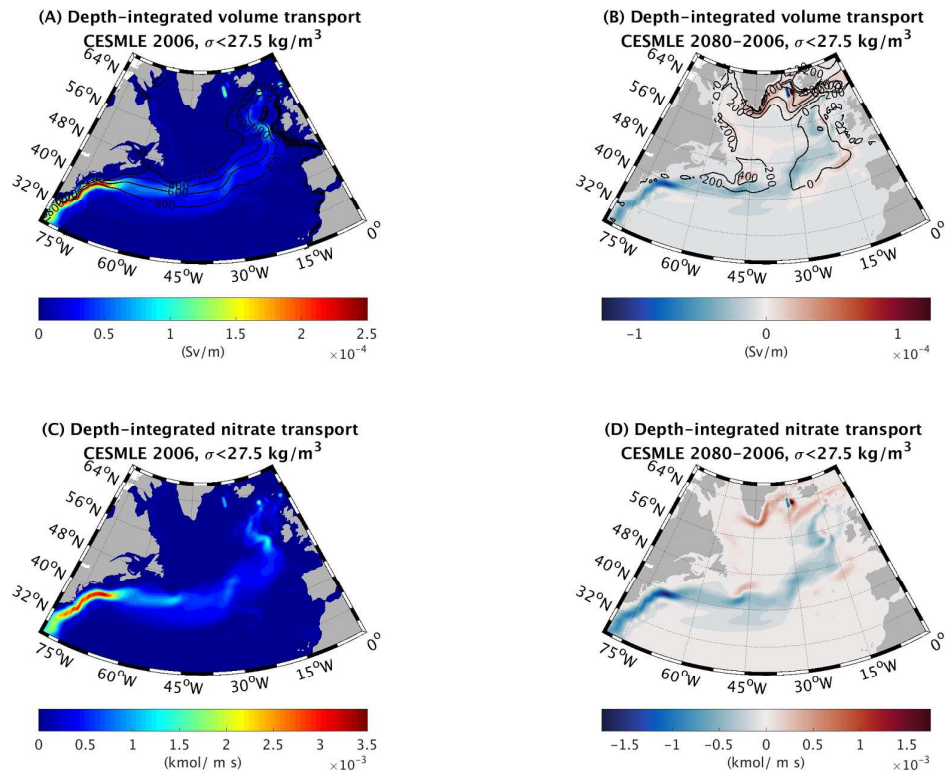 (A) Depth-integrated volume transport
CESMLE 2006, σ<27.5 kg/m³
64°N
56°N
48°N
40°N
32°N
75°W
60°W
45°W
30°W
15°W
0°
0 0.5 1 1.5 2 2.5
(Sv/m) ×10⁻⁴
(B) Depth-integrated volume transport
CESMLE 2080-2006, σ<27.5 kg/m³
64°N
56°N
48°N
40°N
32°N
75°W
60°W
45°W
30°W
15°W
0°
-1 0 1
(Sv/m) ×10⁻⁴
(C) Depth-integrated nitrate transport
CESMLE 2006, σ<27.5 kg/m³
64°N
56°N
48°N
40°N
32°N
75°W
60°W
45°W
30°W
15°W
0°
0 0.5 1 1.5 2 2.5 3 3.5
(kmol/ m s) ×10⁻³
(D) Depth-integrated nitrate transport
CESMLE 2080-2006, σ<27.5 kg/m³
64°N
56°N
48°N
40°N
32°N
75°W
60°W
45°W
30°W
15°W
0°
-1.5 -1 -0.5 0 0.5 1 1.5
(kmol/ m s) ×10⁻³